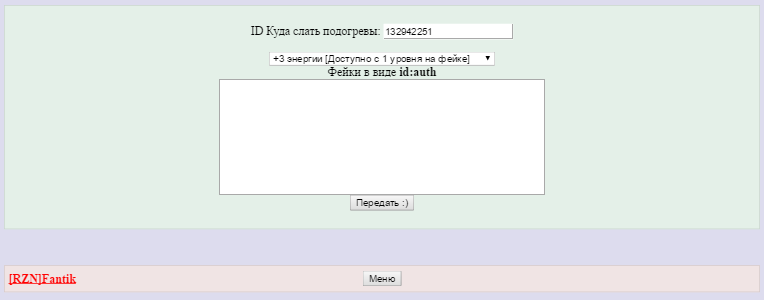 ID Куда слать подогревы: 132942251
+3 энергии [Доступно с 1 уровня на фейке]
Фейки в виде id:auth
Передать :)
[RZN]Fantik Меню